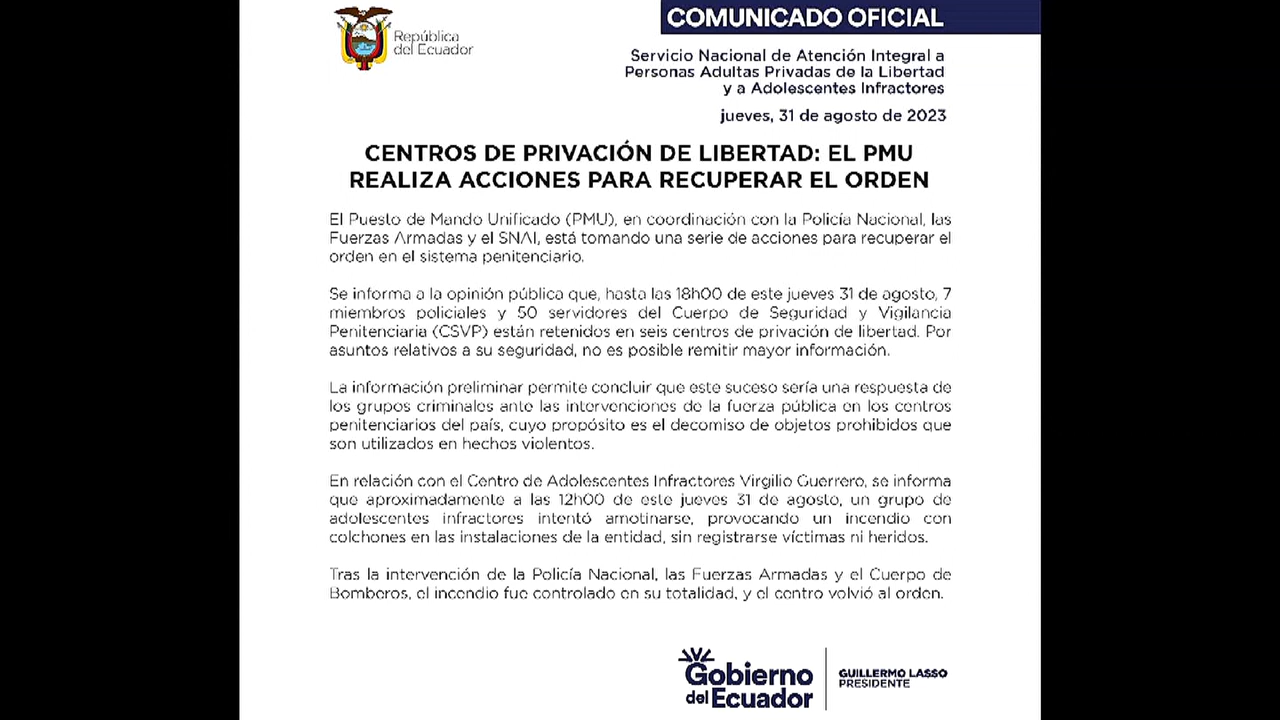 República
del Ecuador
COMUNICADO OFICIAL
Servicio Nacional de Atención Integral a
Personas Adultas Privadas de la Libertad
y a Adolescentes Infractores
jueves, 31 de agosto de 2023
CENTROS DE PRIVACIÓN DE LIBERTAD: EL PMU
REALIZA ACCIONES PARA RECUPERAR EL ORDEN
El Puesto de Mando Unificado (PMU), en coordinación con la Policía Nacional, las
Fuerzas Armadas y el SNAI, está tomando una serie de acciones para recuperar el
orden en el sistema penitenciario.
Se informa a la opinión pública que, hasta las 18h00 de este jueves 31 de agosto, 7
miembros policiales y 50 servidores del Cuerpo de Seguridad y Vigilancia
Penitenciaria (CSVP) están retenidos en seis centros de privación de libertad. Por
asuntos relativos a su seguridad, no es posible remitir mayor información.
La información preliminar permite concluir que este suceso sería una respuesta de
los grupos criminales ante las intervenciones de la fuerza pública en los centros
penitenciarios del país, cuyo propósito es el decomiso de objetos prohibidos que
son utilizados en hechos violentos.
En relación con el Centro de Adolescentes Infractores Virgilio Guerrero, se informa
que aproximadamente a las 12h00 de este jueves 31 de agosto, un grupo de
adolescentes infractores intentó amotinarse, provocando un incendio con
colchones en las instalaciones de la entidad, sin registrarse víctimas ni heridos.
Tras la intervención de la Policía Nacional, las Fuerzas Armadas y el Cuerpo de
Bomberos, el incendio fue controlado en su totalidad, y el centro volvió al orden.
Gobierno
del Ecuador
GUILLERMO LASSO
PRESIDENTE